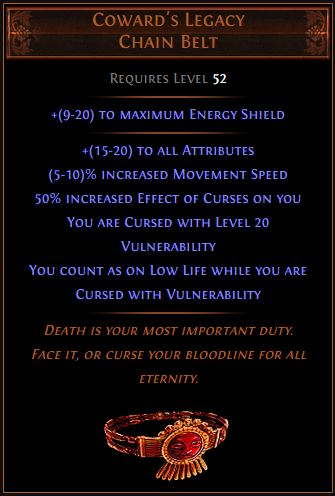 Coward's Legacy
Chain Belt
Requires Level 52
+(9-20) to maximum Energy Shield
+(15-20) to all Attributes
(5-10)% increased Movement Speed
50% increased Effect of Curses on you
You are Cursed with Level 20
Vulnerability
You count as on Low Life while you are
Cursed with Vulnerability
Death is your most important duty.
Face it, or curse your bloodline for all
eternity.